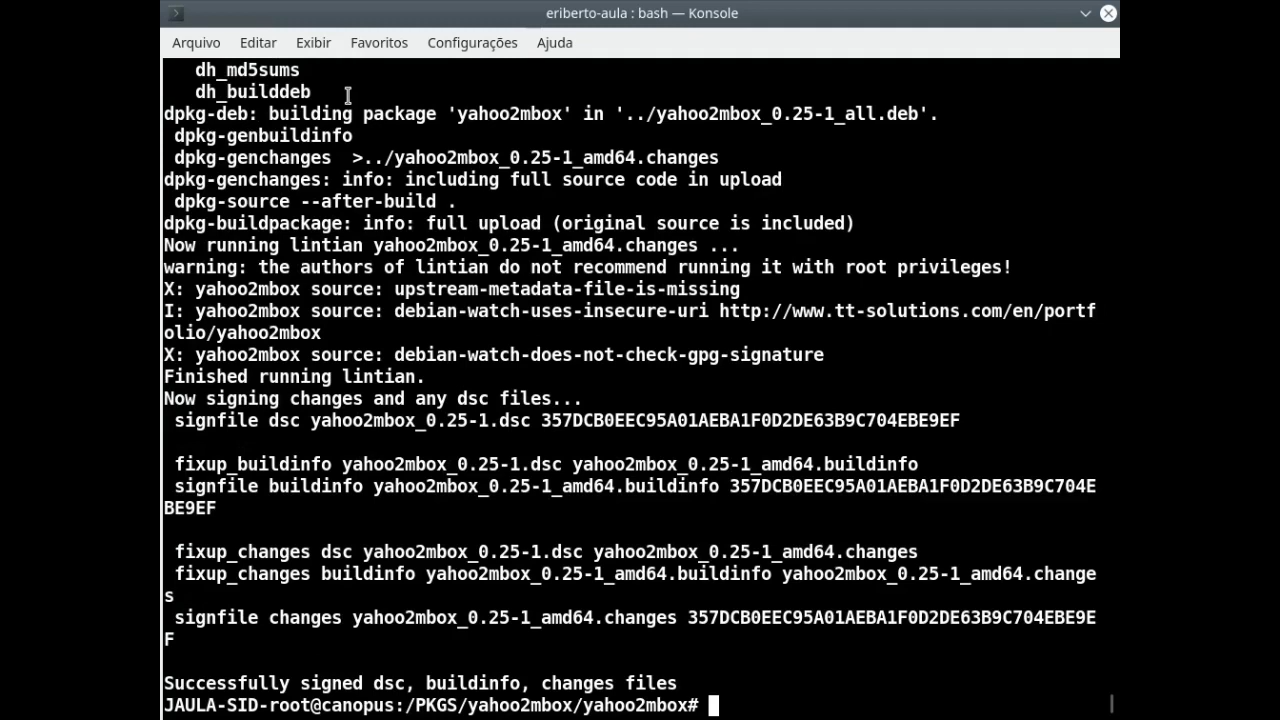 eriberto-aula : bash — Konsole
Arquivo Editar Exibir Favoritos Configurações Ajuda
dh_md5sums
dh_builddeb
dpkg-deb: building package 'yahoo2mbox' in '../yahoo2mbox_0.25-1_all.deb'.
dpkg-genbuildinfo
dpkg-genchanges >../yahoo2mbox_0.25-1_amd64.changes
dpkg-genchanges: info: including full source code in upload
dpkg-source --after-build .
dpkg-buildpackage: info: full upload (original source is included)
Now running lintian yahoo2mbox_0.25-1_amd64.changes ...
warning: the authors of lintian do not recommend running it with root privileges!
X: yahoo2mbox source: upstream-metadata-file-is-missing
I: yahoo2mbox source: debian-watch-uses-insecure-uri http://www.tt-solutions.com/en/portf
olio/yahoo2mbox
X: yahoo2mbox source: debian-watch-does-not-check-gpg-signature
Finished running lintian.
Now signing changes and any dsc files...
signfile dsc yahoo2mbox_0.25-1.dsc 357DCB0EEC95A01AEBA1F0D2DE63B9C704EBE9EF
fixup_buildinfo yahoo2mbox_0.25-1.dsc yahoo2mbox_0.25-1_amd64.buildinfo
signfile buildinfo yahoo2mbox_0.25-1_amd64.buildinfo 357DCB0EEC95A01AEBA1F0D2DE63B9C704E
BE9EF
fixup_changes dsc yahoo2mbox_0.25-1.dsc yahoo2mbox_0.25-1_amd64.changes
fixup_changes buildinfo yahoo2mbox_0.25-1_amd64.buildinfo yahoo2mbox_0.25-1_amd64.change
s
signfile changes yahoo2mbox_0.25-1_amd64.changes 357DCB0EEC95A01AEBA1F0D2DE63B9C704EBE9E
F
Successfully signed dsc, buildinfo, changes files
JAULA-SID-root@canopus:/PKGS/yahoo2mbox/yahoo2mbox#